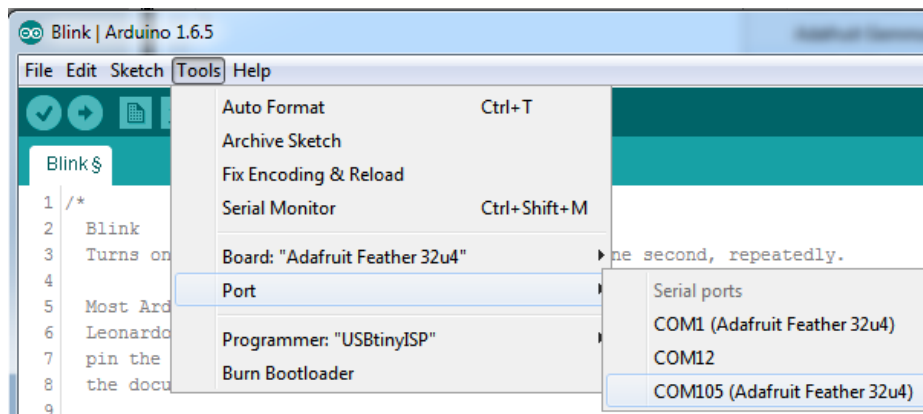 Blink | Arduino 1.6.5
File Edit Sketch Tools Help
Auto Format Ctrl+T
Archive Sketch
Fix Encoding & Reload
Serial Monitor Ctrl+Shift+M
Board: "Adafruit Feather 32u4"
Port
Programmer: "USBtinyISP"
Burn Bootloader
Serial ports
COM1 (Adafruit Feather 32u4)
COM12
COM105 (Adafruit Feather 32u4)
Blink §
1 /*
2 Blink
3 Turns on ne second, repeatedly.
4
5 Most Ard
6 Leonardo
7 pin the
8 the docu
9